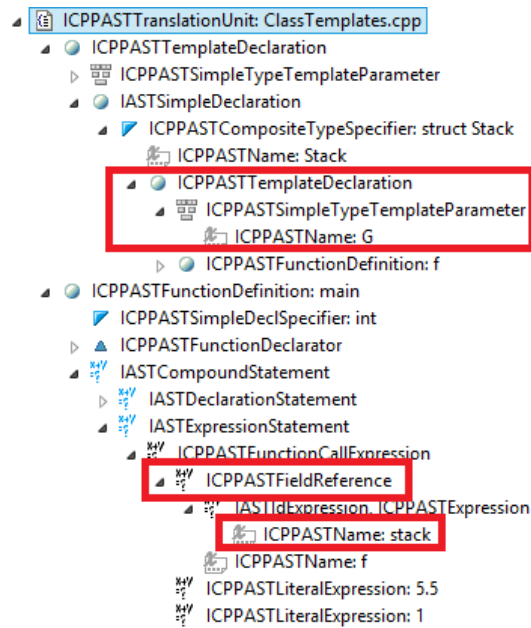 ICPPASTTranslationUnit: ClassTemplates.cpp
ICPPASTTemplateDeclaration
ICPPASTSimpleTypeTemplateParameter
IASTSimpleDeclaration
ICPPASTCompositeTypeSpecifier: struct Stack
ICPPASTName: Stack
ICPPASTTemplateDeclaration
ICPPASTSimpleTypeTemplateParameter
ICPPASTName: G
ICPPASTFunctionDefinition: f
ICPPASTFunctionDefinition: main
ICPPASTSimpleDeclSpecifier: int
ICPPASTFunctionDeclarator
IASTCompoundStatement
IASTDeclarationStatement
IASTExpressionStatement
ICPPASTFunctionCallExpression
ICPPASTFieldReference
IASTIdExpression, ICPPASTExpression
ICPPASTName: stack
ICPPASTName: f
ICPPASTLiteralExpression: 5.5
ICPPASTLiteralExpression: 1